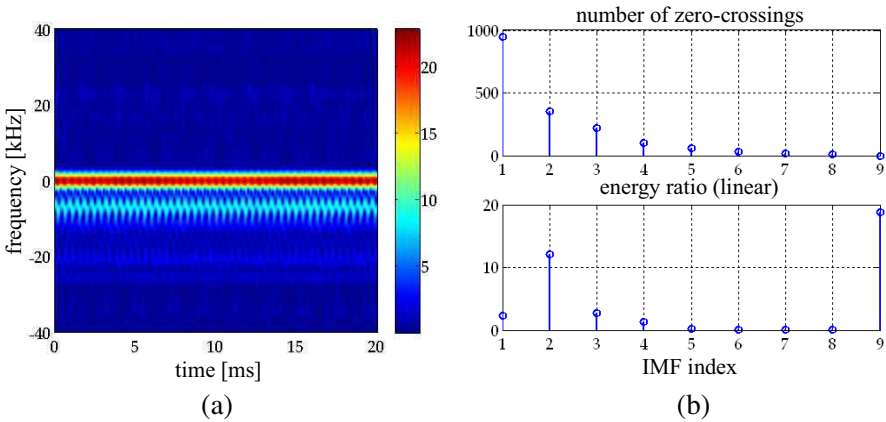 40
20
0
-20
-40
frequency [kHz]
0
5
10
15
20
time [ms]
20
15
10
5
(a)
number of zero-crossings
1000
500
0
1 2 3 4 5 6 7 8 9
energy ratio (linear)
20
10
0
1 2 3 4 5 6 7 8 9
IMF index
(b)